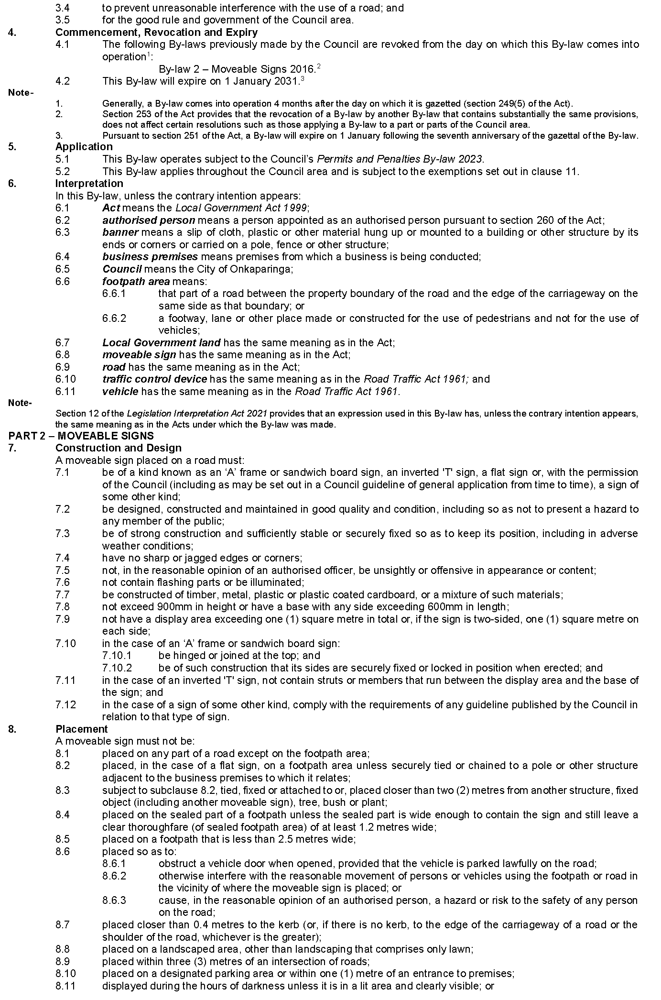 3.4 to prevent unreasonable interference with the use of a road; and
3.5 for the good rule and government of the Council area.
4. Commencement, Revocation and Expiry
4.1 The following By-laws previously made by the Council are revoked from the day on which this By-law comes into
operation1:
By-law 2 – Moveable Signs 2016.2
4.2 This By-law will expire on 1 January 2031.3
Note-
1. Generally, a By-law comes into operation 4 months after the day on which it is gazetted (section 249(5) of the Act).
2. Section 253 of the Act provides that the revocation of a By-law by another By-law that contains substantially the same provisions,
does not affect certain resolutions such as those applying a By-law to a part or parts of the Council area.
3. Pursuant to section 251 of the Act, a By-law will expire on 1 January following the seventh anniversary of the gazettal of the By-law.
5. Application
5.1 This By-law operates subject to the Council’s Permits and Penalties By-law 2023.
5.2 This By-law applies throughout the Council area and is subject to the exemptions set out in clause 11.
6. Interpretation
In this By-law, unless the contrary intention appears:
6.1 Act means the Local Government Act 1999;
6.2 authorised person means a person appointed as an authorised person pursuant to section 260 of the Act;
6.3 banner means a slip of cloth, plastic or other material hung up or mounted to a building or other structure by its
ends or corners or carried on a pole, fence or other structure;
6.4 business premises means premises from which a business is being conducted;
6.5 Council means the City of Onkaparinga;
6.6 footpath area means:
6.6.1 that part of a road between the property boundary of the road and the edge of the carriageway on the
same side as that boundary; or
6.6.2 a footway, lane or other place made or constructed for the use of pedestrians and not for the use of
vehicles;
6.7 Local Government land has the same meaning as in the Act;
6.8 moveable sign has the same meaning as in the Act;
6.9 road has the same meaning as in the Act;
6.10 traffic control device has the same meaning as in the Road Traffic Act 1961; and
6.11 vehicle has the same meaning as in the Road Traffic Act 1961.
Note-
Section 12 of the Legislation Interpretation Act 2021 provides that an expression used in this By-law has, unless the contrary intention appears,
the same meaning as in the Acts under which the By-law was made.
PART 2 – MOVEABLE SIGNS
7. Construction and Design
A moveable sign placed on a road must:
7.1 be of a kind known as an ‘A’ frame or sandwich board sign, an inverted 'T' sign, a flat sign or, with the permission
of the Council (including as may be set out in a Council guideline of general application from time to time), a sign of
some other kind;
7.2 be designed, constructed and maintained in good quality and condition, including so as not to present a hazard to
any member of the public;
7.3 be of strong construction and sufficiently stable or securely fixed so as to keep its position, including in adverse
weather conditions;
7.4 have no sharp or jagged edges or corners;
7.5 not, in the reasonable opinion of an authorised officer, be unsightly or offensive in appearance or content;
7.6 not contain flashing parts or be illuminated;
7.7 be constructed of timber, metal, plastic or plastic coated cardboard, or a mixture of such materials;
7.8 not exceed 900mm in height or have a base with any side exceeding 600mm in length;
7.9 not have a display area exceeding one (1) square metre in total or, if the sign is two-sided, one (1) square metre on
each side;
7.10 in the case of an ‘A’ frame or sandwich board sign:
7.10.1 be hinged or joined at the top; and
7.10.2 be of such construction that its sides are securely fixed or locked in position when erected; and
7.11 in the case of an inverted 'T' sign, not contain struts or members that run between the display area and the base of
the sign; and
7.12 in the case of a sign of some other kind, comply with the requirements of any guideline published by the Council in
relation to that type of sign.
8. Placement
A moveable sign must not be:
8.1 placed on any part of a road except on the footpath area;
8.2 placed, in the case of a flat sign, on a footpath area unless securely tied or chained to a pole or other structure
adjacent to the business premises to which it relates;
8.3 subject to subclause 8.2, tied, fixed or attached to or, placed closer than two (2) metres from another structure, fixed
object (including another moveable sign), tree, bush or plant;
8.4 placed on the sealed part of a footpath unless the sealed part is wide enough to contain the sign and still leave a
clear thoroughfare (of sealed footpath area) of at least 1.2 metres wide;
8.5 placed on a footpath that is less than 2.5 metres wide;
8.6 placed so as to:
8.6.1 obstruct a vehicle door when opened, provided that the vehicle is parked lawfully on the road;
8.6.2 otherwise interfere with the reasonable movement of persons or vehicles using the footpath or road in
the vicinity of where the moveable sign is placed; or
8.6.3 cause, in the reasonable opinion of an authorised person, a hazard or risk to the safety of any person
on the road;
8.7 placed closer than 0.4 metres to the kerb (or, if there is no kerb, to the edge of the carriageway of a road or the
shoulder of the road, whichever is the greater);
8.8 placed on a landscaped area, other than landscaping that comprises only lawn;
8.9 placed within three (3) metres of an intersection of roads;
8.10 placed on a designated parking area or within one (1) metre of an entrance to premises;
8.11 displayed during the hours of darkness unless it is in a lit area and clearly visible; or